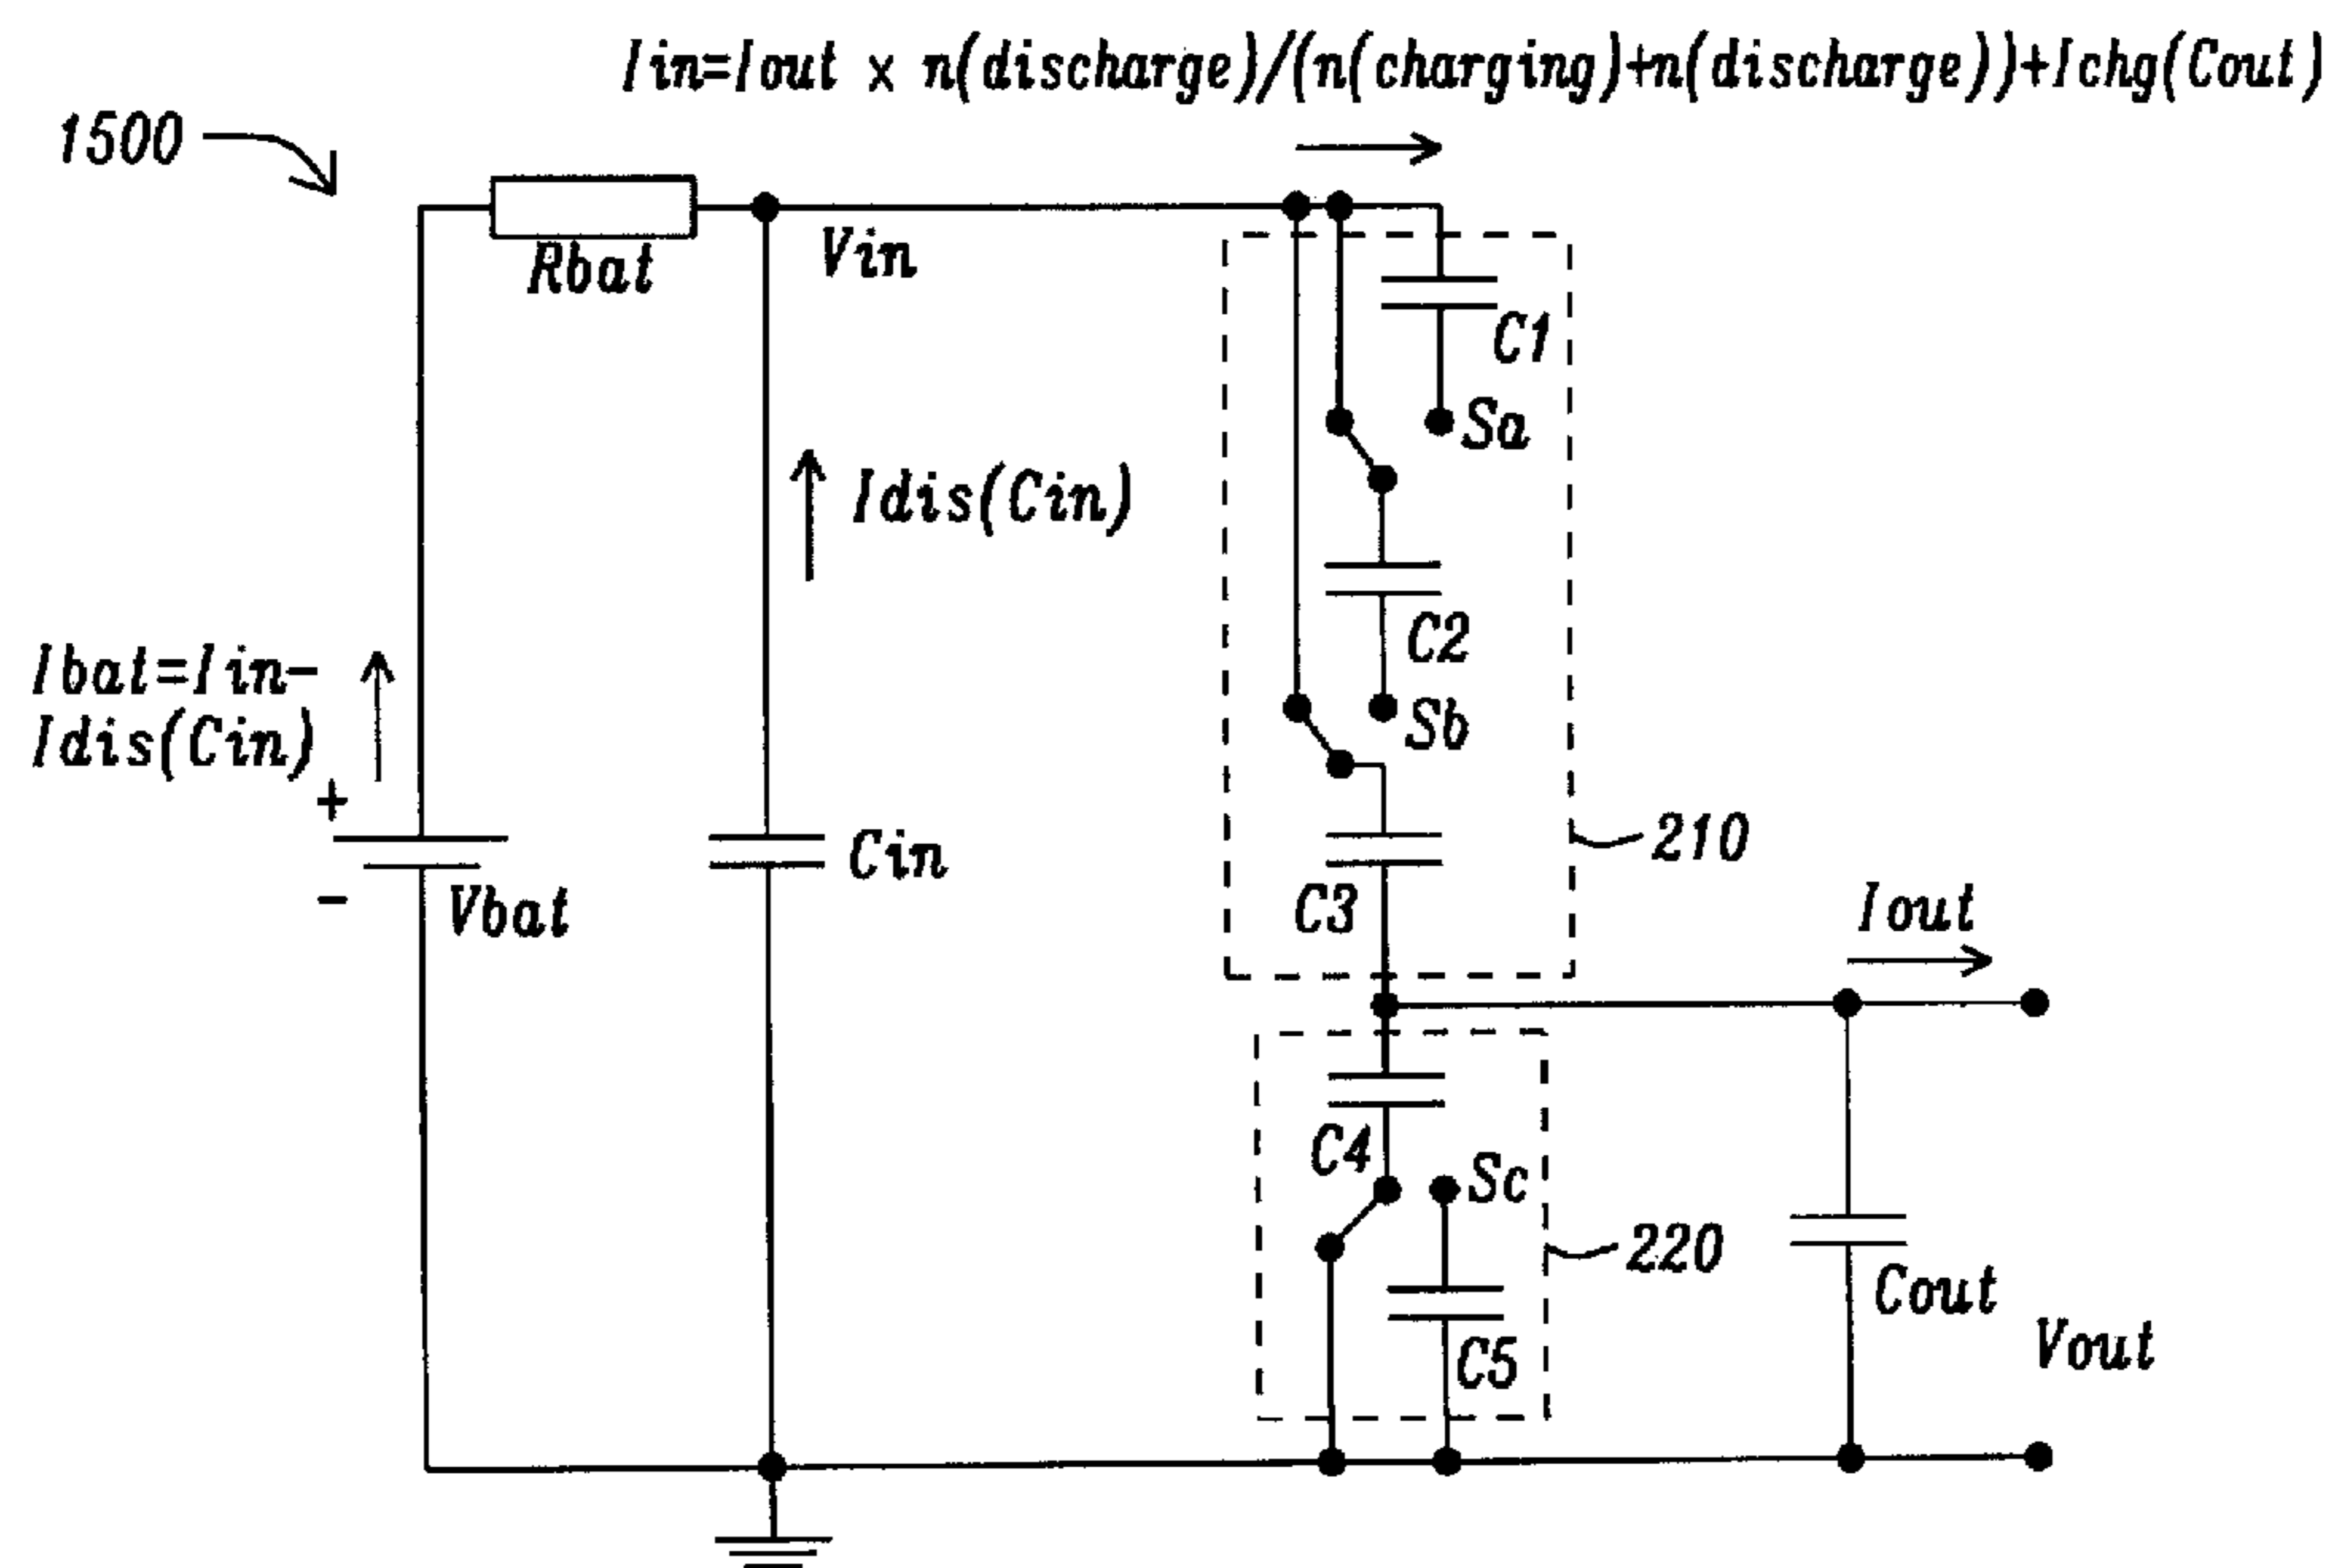 Iin=Iout x n(discharge)/(n(charging)+n(discharge))+Ichg(Cout)
1500
Rbat
Vin
C1
Sa
Idis(Cin)
C2
Sb
Ibat=Iin-
Idis(Cin)
+
-
Vbat
Cin
210
C3
Iout
C4
Sc
220
Cout
C5
Vout